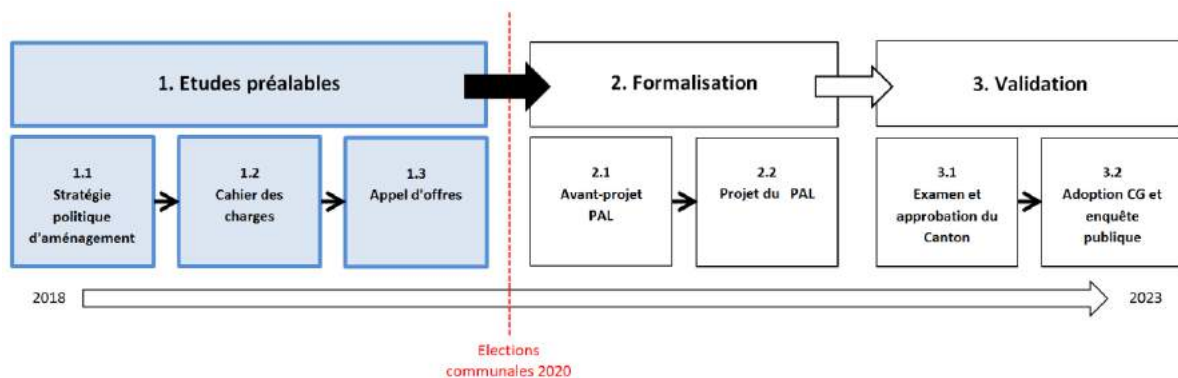 1. Etudes préalables
2. Formalisation
3. Validation
1.1
Stratégie
politique
d'aménagement
1.2
Cahier des
charges
1.3
Appel d'offres
2.1
Avant-projet
PAL
2.2
Projet du PAL
3.1
Examen et
approbation du
Canton
3.2
Adoption CG et
enquête
publique
2018
2023
Elections
communales 2020